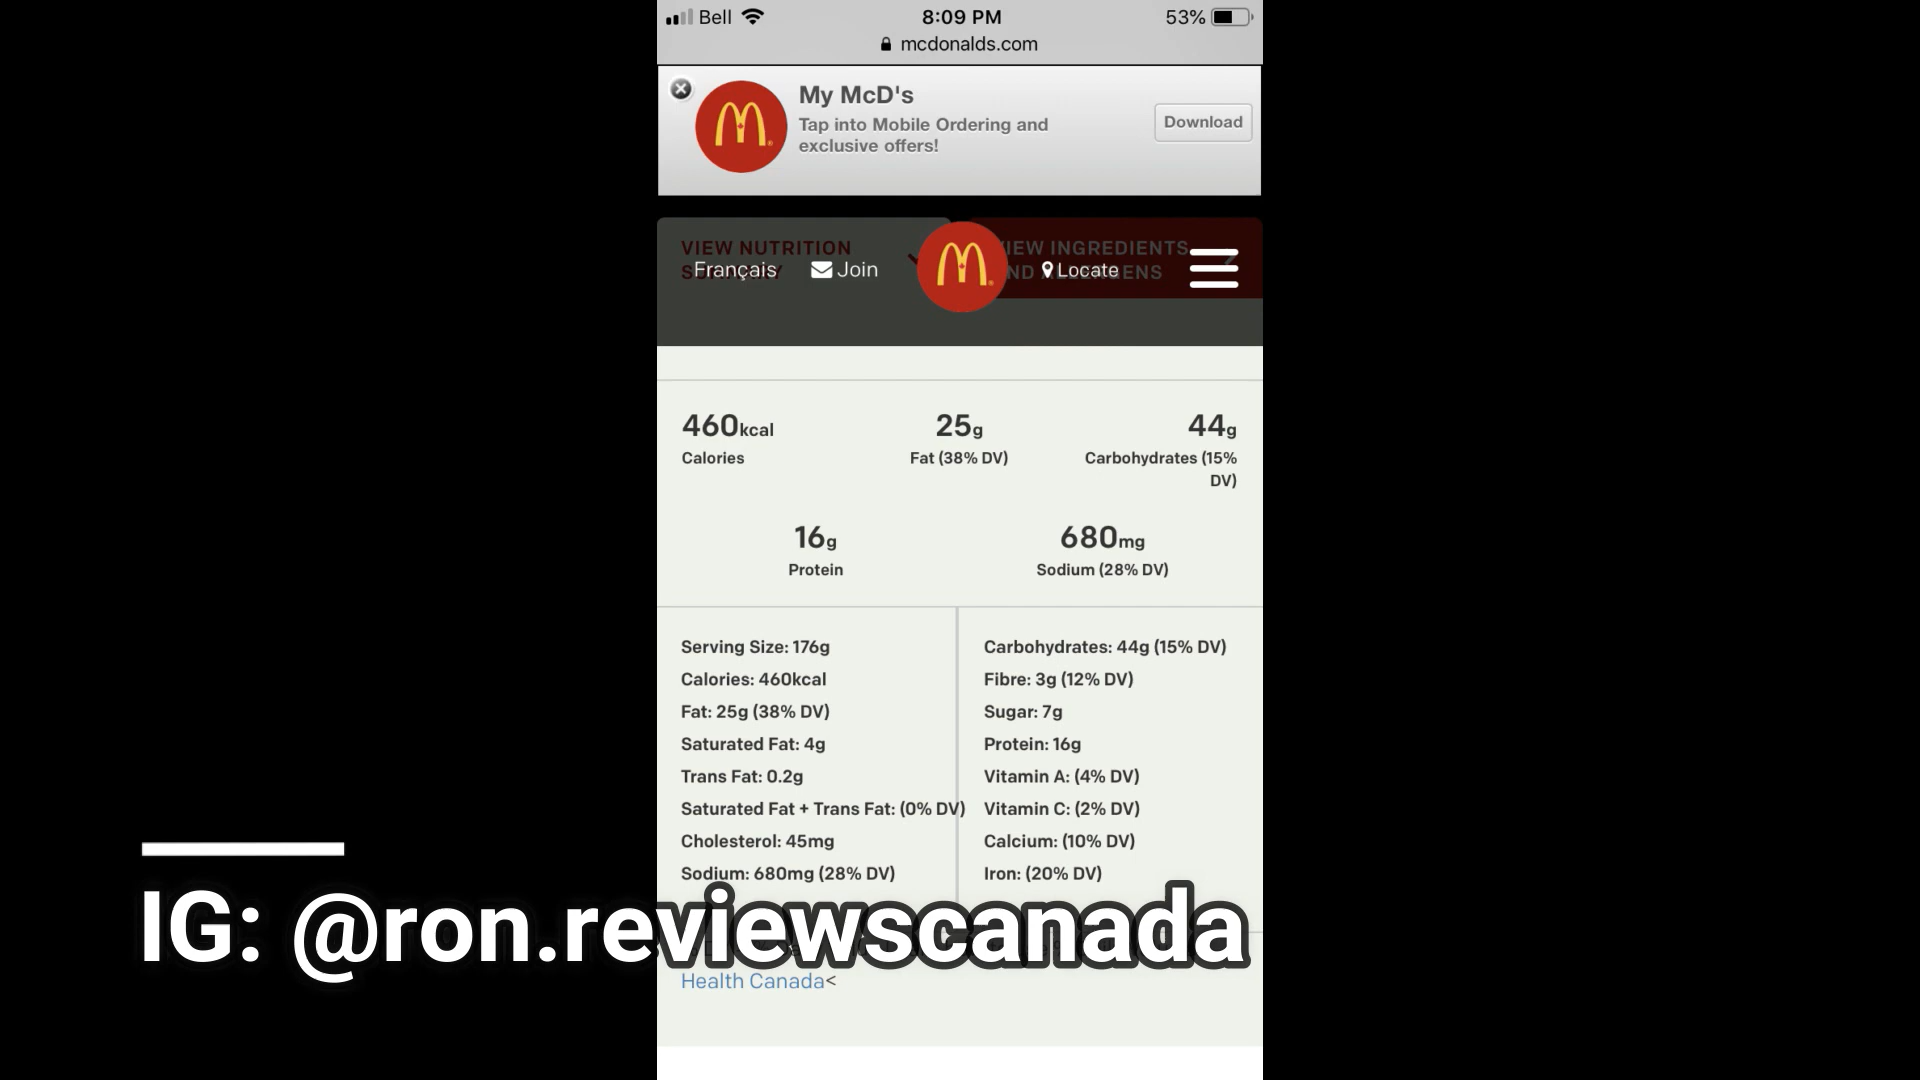 Bell
8:09 PM
53%
mcdonalds.com
My McD's
Tap into Mobile Ordering and
exclusive offers!
Download
VIEW NUTRITION
VIEW INGREDIENTS
AND ALLERGENS
Français
Join
Locate
460kcal
Calories
25g
Fat (38% DV)
44g
Carbohydrates (15%
DV)
16g
Protein
680mg
Sodium (28% DV)
Serving Size: 176g
Calories: 460kcal
Fat: 25g (38% DV)
Saturated Fat: 4g
Trans Fat: 0.2g
Saturated Fat + Trans Fat: (0% DV)
Cholesterol: 45mg
Sodium: 680mg (28% DV)
Carbohydrates: 44g (15% DV)
Fibre: 3g (12% DV)
Sugar: 7g
Protein: 16g
Vitamin A: (4% DV)
Vitamin C: (2% DV)
Calcium: (10% DV)
Iron: (20% DV)
IG: @ron.reviewscanada
Health Canada<